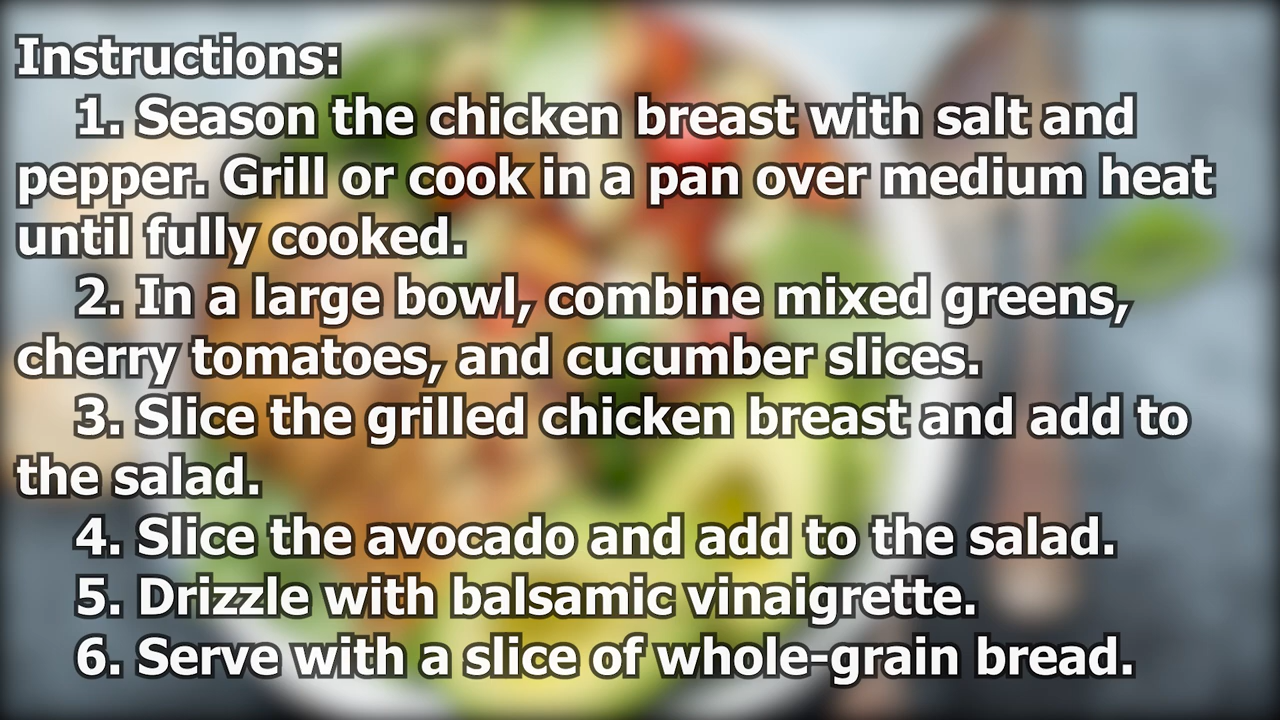 Instructions:
1. Season the chicken breast with salt and
pepper. Grill or cook in a pan over medium heat
until fully cooked.
2. In a large bowl, combine mixed greens,
cherry tomatoes, and cucumber slices.
3. Slice the grilled chicken breast and add to
the salad.
4. Slice the avocado and add to the salad.
5. Drizzle with balsamic vinaigrette.
6. Serve with a slice of whole-grain bread.